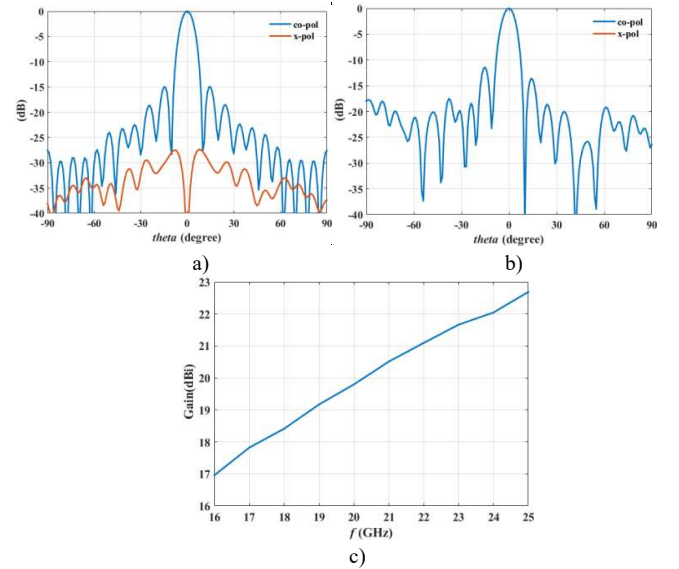 0
-5
-10
-15
-20
-25
-30
-35
-40
(dB)
co-pol
x-pol
-90 -60 -30 0 30 60 90
theta (degree)
a)
0
-5
-10
-15
-20
-25
-30
-35
-40
(dB)
co-pol
x-pol
-90 -60 -30 0 30 60 90
theta (degree)
b)
23
22
21
20
19
18
17
16
Gain(dBi)
16 17 18 19 20 21 22 23 24 25
f (GHz)
c)